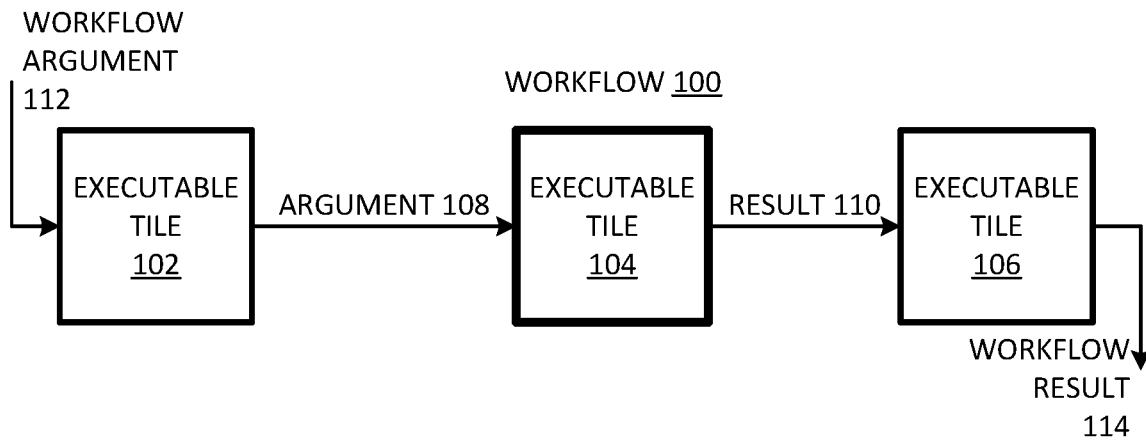 WORKFLOW
ARGUMENT
112
WORKFLOW 100
EXECUTABLE
TILE
102
ARGUMENT 108
EXECUTABLE
TILE
104
RESULT 110
EXECUTABLE
TILE
106
WORKFLOW
RESULT
114